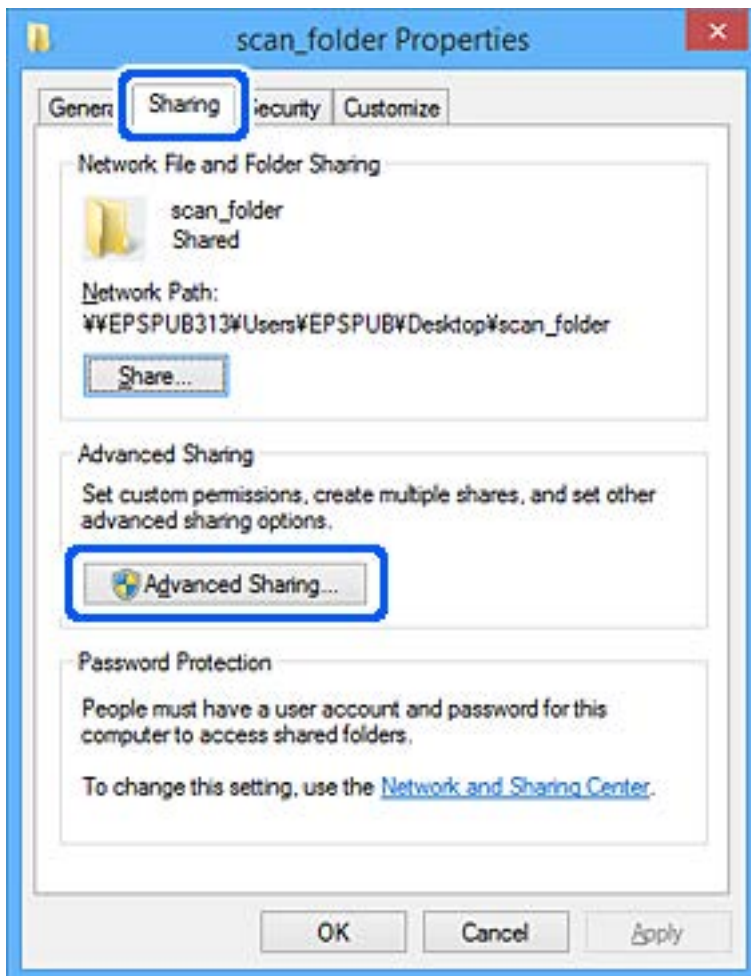 scan_folder Properties
Sharing
Customize
Network File and Folder Sharing
scan_folder
Shared
Network Path:
¥¥EPSPUB313¥Users¥EPSPUB¥Desktop¥scan_folder
Share...
Advanced Sharing
Set custom permissions, create multiple shares, and set other
advanced sharing options.
Advanced Sharing...
Password Protection
People must have a user account and password for this
computer to access shared folders.
To change this setting, use the Network and Sharing Center.
OK
Cancel
Apply